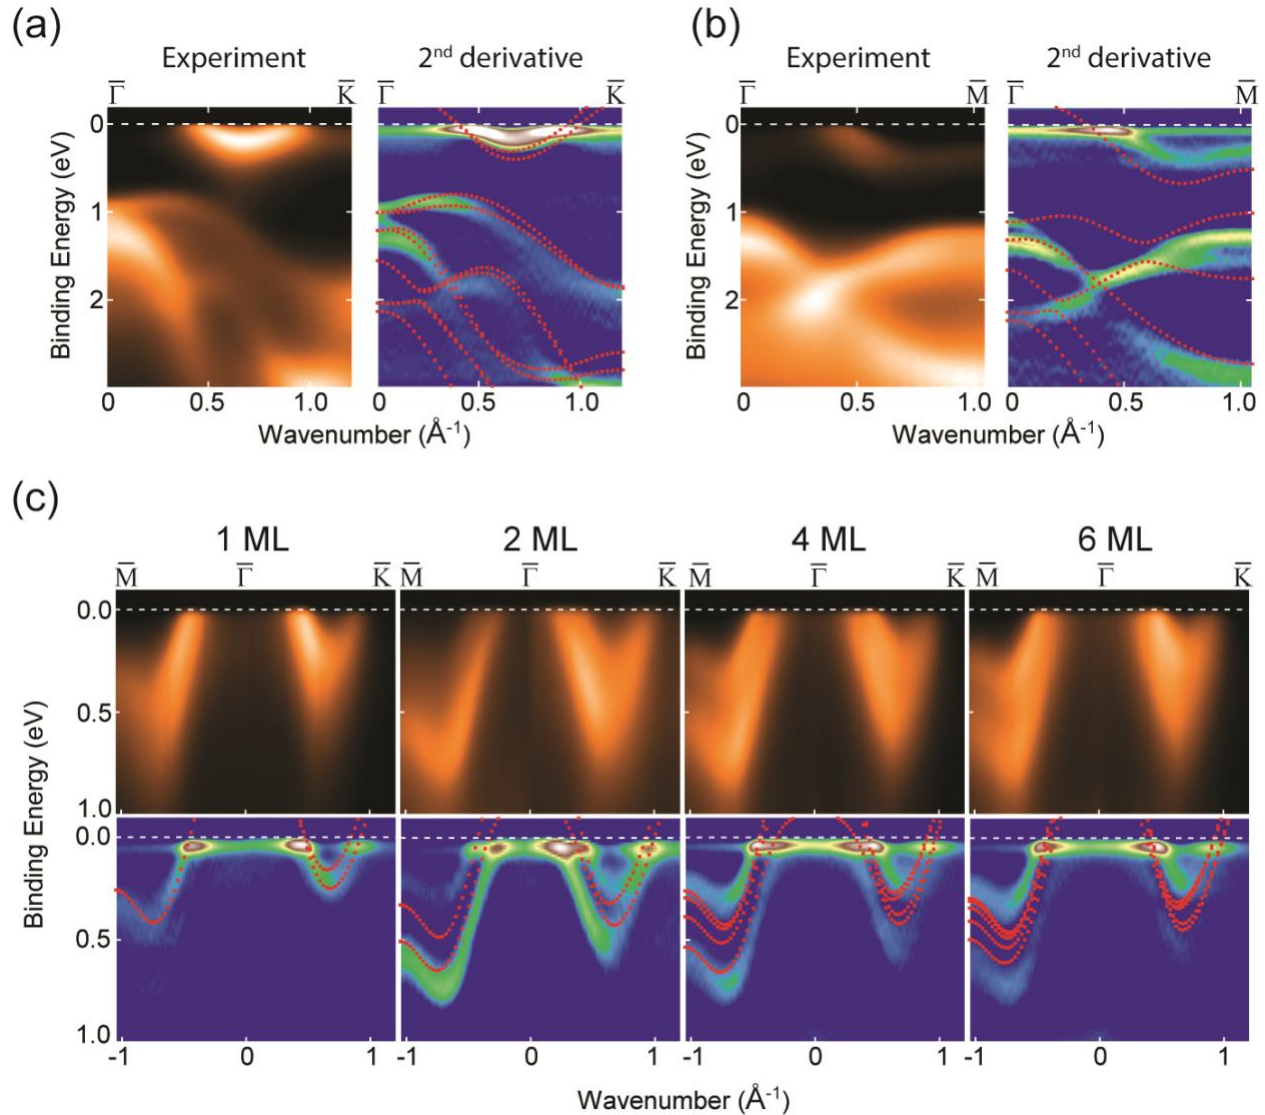 (a)
Experiment
2nd derivative
Γ̅ K̅
Γ̅ K̅
Binding Energy (eV)
0
1
2
0 0.5 1.0
0 0.5 1.0
Wavenumber (Å-1)
(b)
Experiment
2nd derivative
Γ̅ M̅
Γ̅ M̅
Binding Energy (eV)
0
1
2
0 0.5 1.0
0 0.5 1.0
Wavenumber (Å-1)
(c)
1 ML
2 ML
4 ML
6 ML
M̅ Γ̅ K̅
M̅ Γ̅ K̅
M̅ Γ̅ K̅
M̅ Γ̅ K̅
Binding Energy (eV)
0.0
0.5
1.0
0.0
0.5
1.0
-1 0 1
-1 0 1
-1 0 1
-1 0 1
Wavenumber (Å-1)